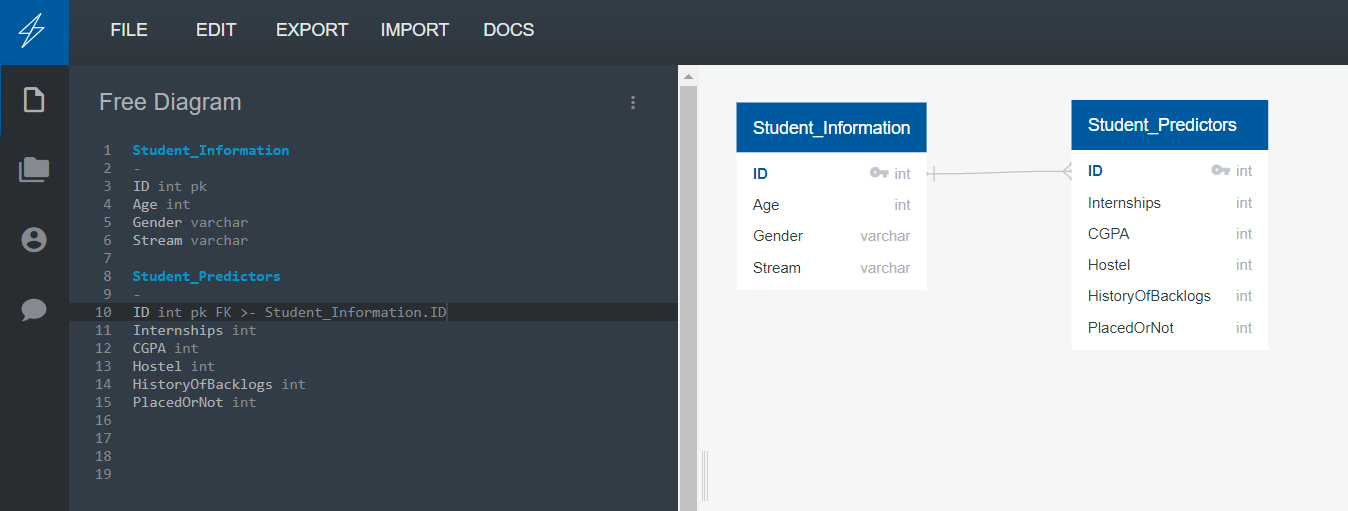 FILE EDIT EXPORT IMPORT DOCS
Free Diagram
1 Student_Information
2 -
3 ID int pk
4 Age int
5 Gender varchar
6 Stream varchar
7
8 Student_Predictors
9 -
10 ID int pk FK >- Student_Information.ID
11 Internships int
12 CGPA int
13 Hostel int
14 HistoryOfBacklogs int
15 PlacedOrNot int
16
17
18
19
Student_Information
ID int
Age int
Gender varchar
Stream varchar
Student_Predictors
ID int
Internships int
CGPA int
Hostel int
HistoryOfBacklogs int
PlacedOrNot int